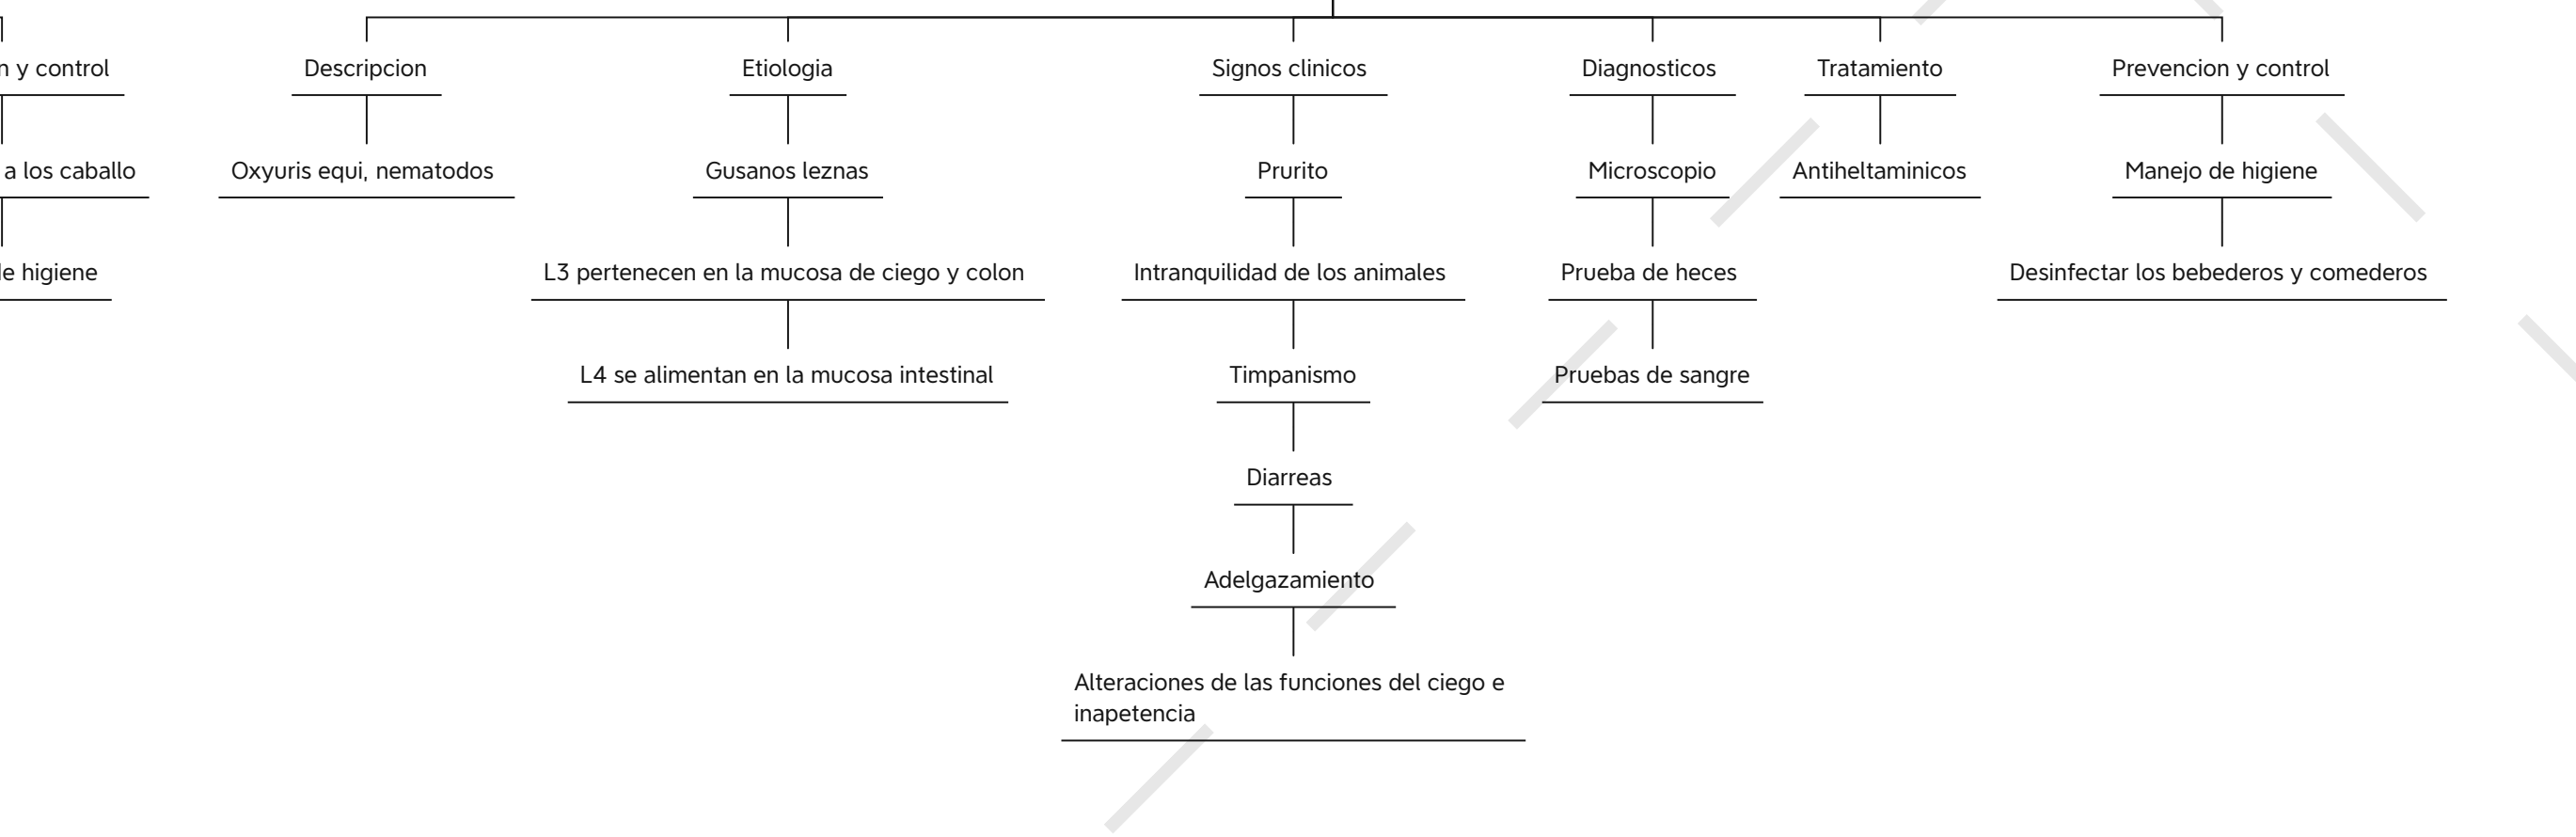 n y control
Descripcion
Etiologia
Signos clinicos
Diagnosticos
Tratamiento
Prevencion y control
a los caballo
Oxyuris equi, nematodos
Gusanos leznas
Prurito
Microscopio
Antiheltaminicos
Manejo de higiene
de higiene
L3 pertenecen en la mucosa de ciego y colon
Intranquilidad de los animales
Prueba de heces
Desinfectar los bebederos y comederos
L4 se alimentan en la mucosa intestinal
Timpanismo
Pruebas de sangre
Diarreas
Adelgazamiento
Alteraciones de las funciones del ciego e
inapetencia